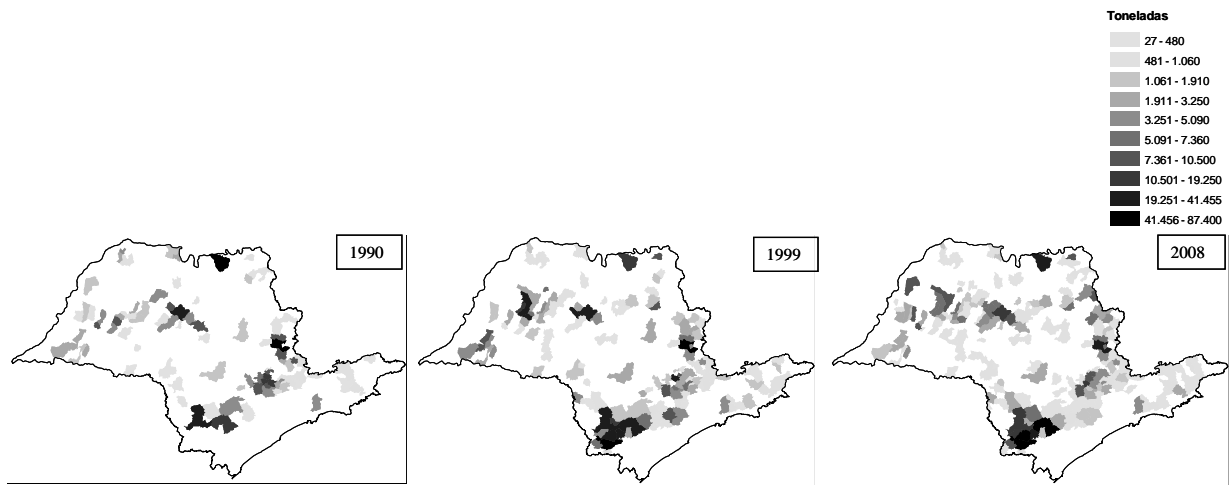 Toneladas
27 - 480
481 - 1.060
1.061 - 1.910
1.911 - 3.250
3.251 - 5.090
5.091 - 7.360
7.361 - 10.500
10.501 - 19.250
19.251 - 41.455
41.456 - 87.400
1990
1999
2008